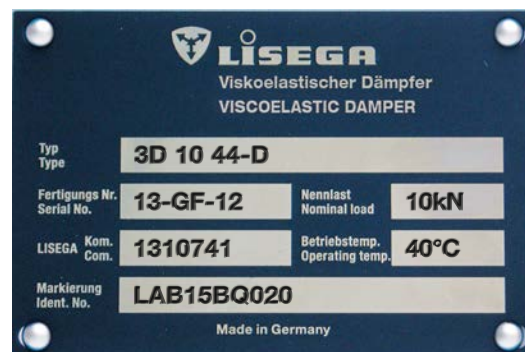 LISEGA
Viskoelastischer Dämpfer
VISCOELASTIC DAMPER
Typ
Type
3D 10 44-D
Fertigungs Nr.
Serial No.
13-GF-12
Nennlast
Nominal load
10kN
LISEGA Kom.
Com.
1310741
Betriebstemp.
Operating temp.
40°C
Markierung
Ident. No.
LAB15BQ020
Made in Germany